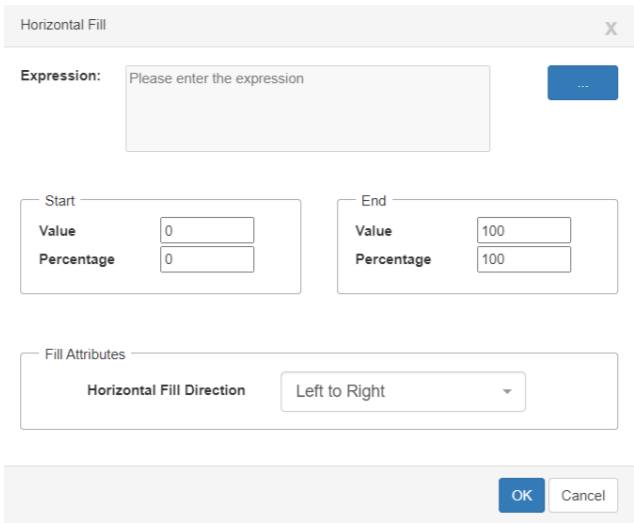 Horizontal Fill x
Expression: Please enter the expression ...
Start End
Value 0 Value 100
Percentage 0 Percentage 100
Fill Attributes
Horizontal Fill Direction Left to Right
OK Cancel